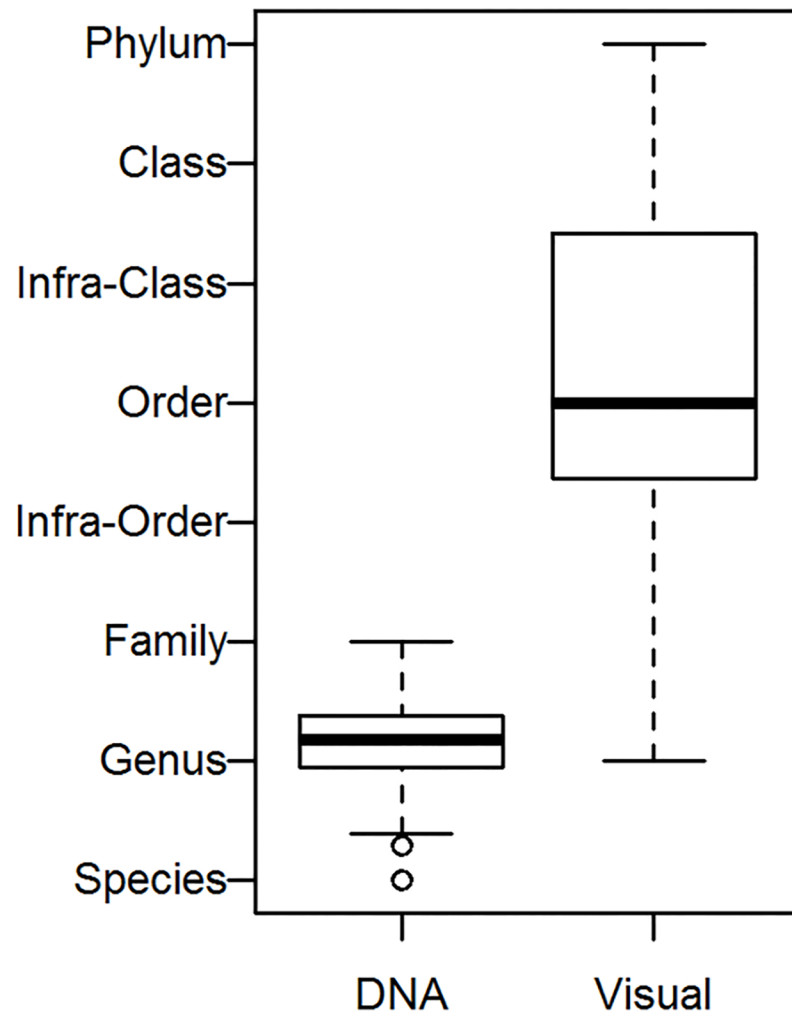 Phylum
Class
Infra-Class
Order
Infra-Order
Family
Genus
Species
DNA Visual